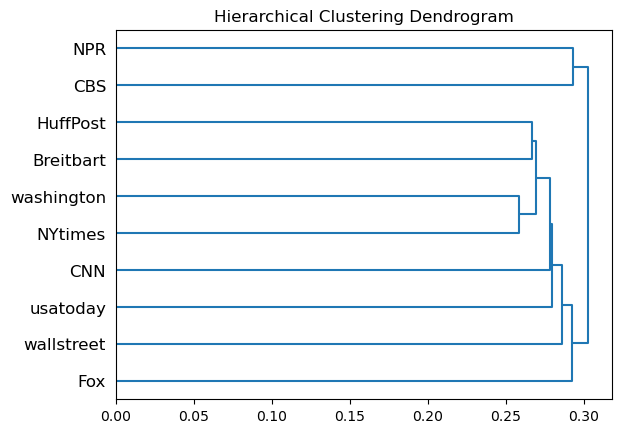 Hierarchical Clustering Dendrogram
NPR
CBS
HuffPost
Breitbart
washington
NYtimes
CNN
usatoday
wallstreet
Fox
0.00 0.05 0.10 0.15 0.20 0.25 0.30